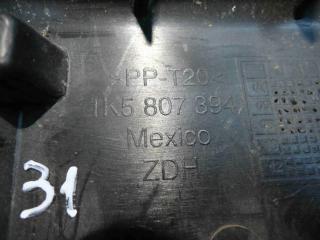 >PP-T20<
1K5 807 394
Mexico
ZDH
31